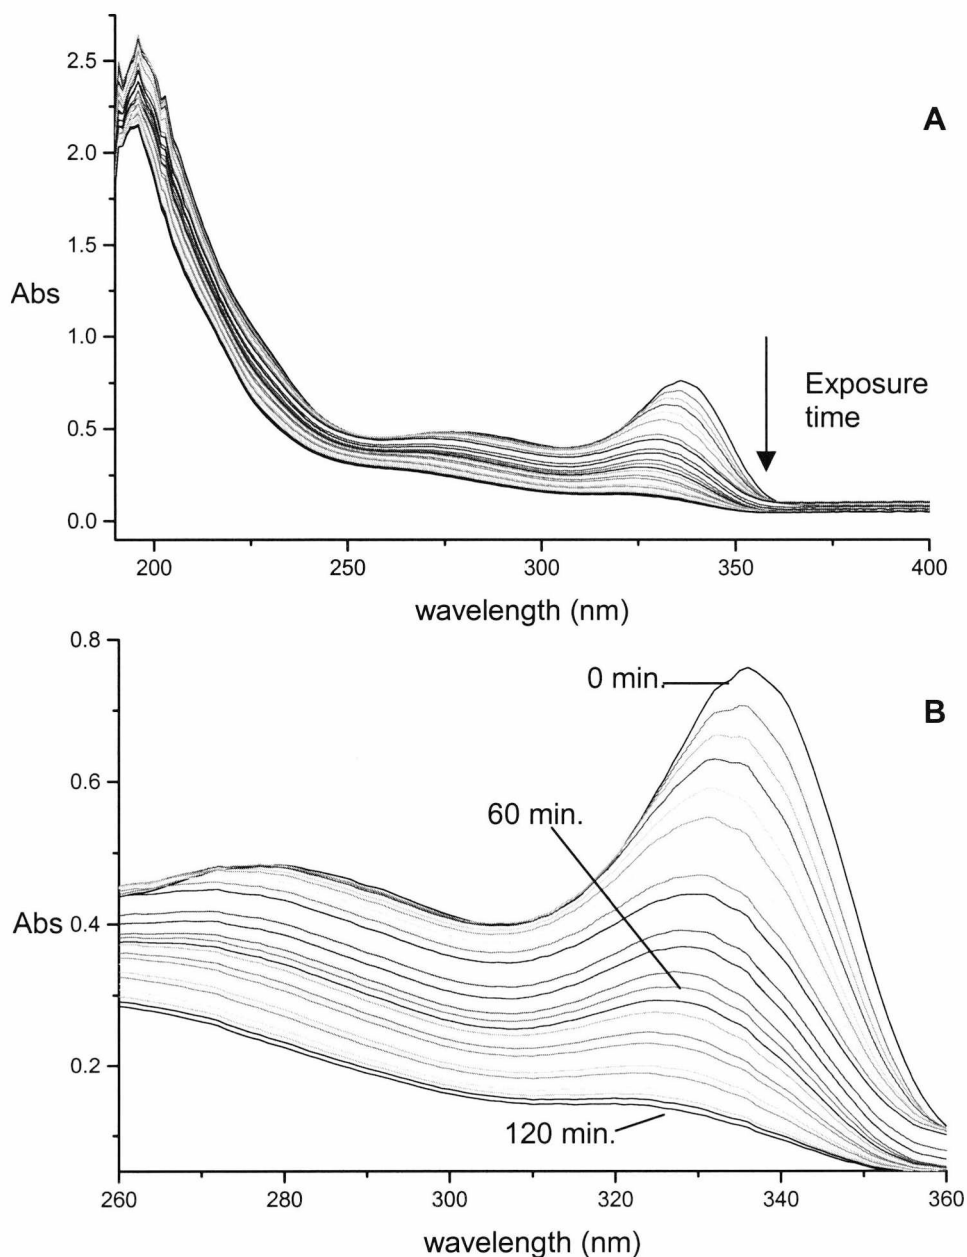 A
2.5
2.0
1.5
Abs
1.0
Exposure
time
0.5
0.0
200 250 300 350 400
wavelength (nm)
0.8
0 min.
B
0.6
60 min.
Abs
0.4
0.2
120 min.
260 280 300 320 340 360
wavelength (nm)